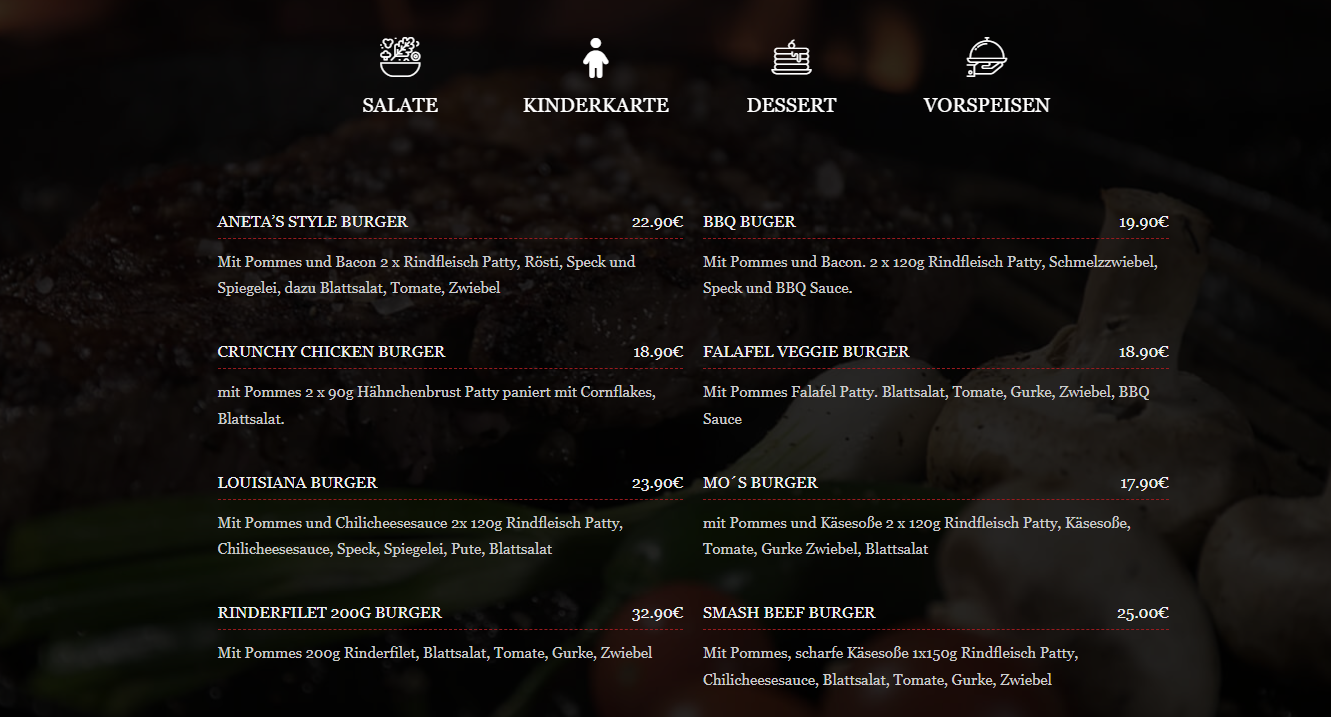 SALATE
KINDERKARTE
DESSERT
VORSPEISEN
ANETA’S STYLE BURGER 22.90€
Mit Pommes und Bacon 2 x Rindfleisch Patty, Rösti, Speck und
Spiegelei, dazu Blattsalat, Tomate, Zwiebel
BBQ BUGER 19.90€
Mit Pommes und Bacon. 2 x 120g Rindfleisch Patty, Schmelzzwiebel,
Speck und BBQ Sauce.
CRUNCHY CHICKEN BURGER 18.90€
mit Pommes 2 x 90g Hähnchenbrust Patty paniert mit Cornflakes,
Blattsalat.
FALAFEL VEGGIE BURGER 18.90€
Mit Pommes Falafel Patty. Blattsalat, Tomate, Gurke, Zwiebel, BBQ
Sauce
LOUISIANA BURGER 23.90€
Mit Pommes und Chilicheesesauce 2x 120g Rindfleisch Patty,
Chilicheesesauce, Speck, Spiegelei, Pute, Blattsalat
MO´S BURGER 17.90€
mit Pommes und Käsesoße 2 x 120g Rindfleisch Patty, Käsesoße,
Tomate, Gurke Zwiebel, Blattsalat
RINDERFILET 200G BURGER 32.90€
Mit Pommes 200g Rinderfilet, Blattsalat, Tomate, Gurke, Zwiebel
SMASH BEEF BURGER 25.00€
Mit Pommes, scharfe Käsesoße 1x150g Rindfleisch Patty,
Chilicheesesauce, Blattsalat, Tomate, Gurke, Zwiebel